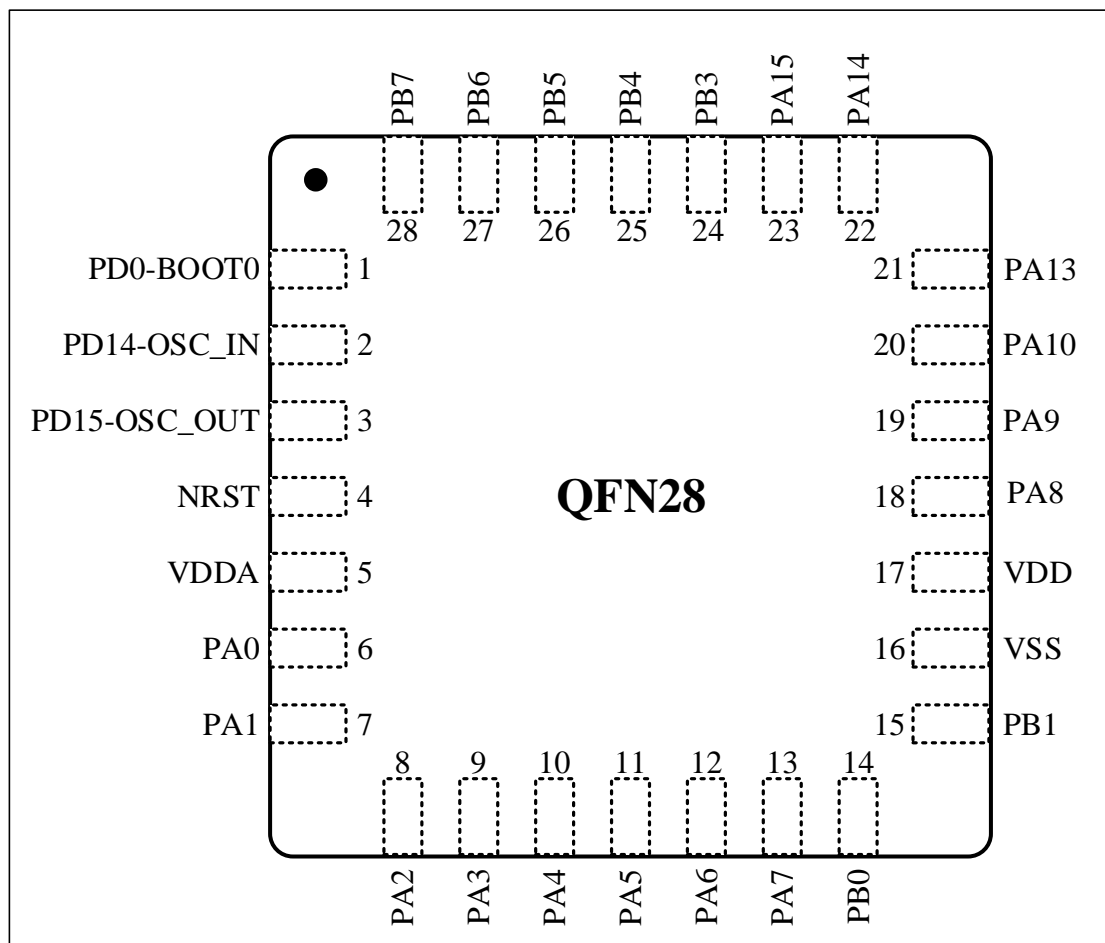 PB7 PB6 PB5 PB4 PB3 PA15 PA14
28 27 26 25 24 23 22
PD0-BOOT0 1 21 PA13
PD14-OSC_IN 2 20 PA10
PD15-OSC_OUT 3 19 PA9
NRST 4 QFN28 18 PA8
VDDA 5 17 VDD
PA0 6 16 VSS
PA1 7 15 PB1
8 9 10 11 12 13 14
PA2 PA3 PA4 PA5 PA6 PA7 PB0